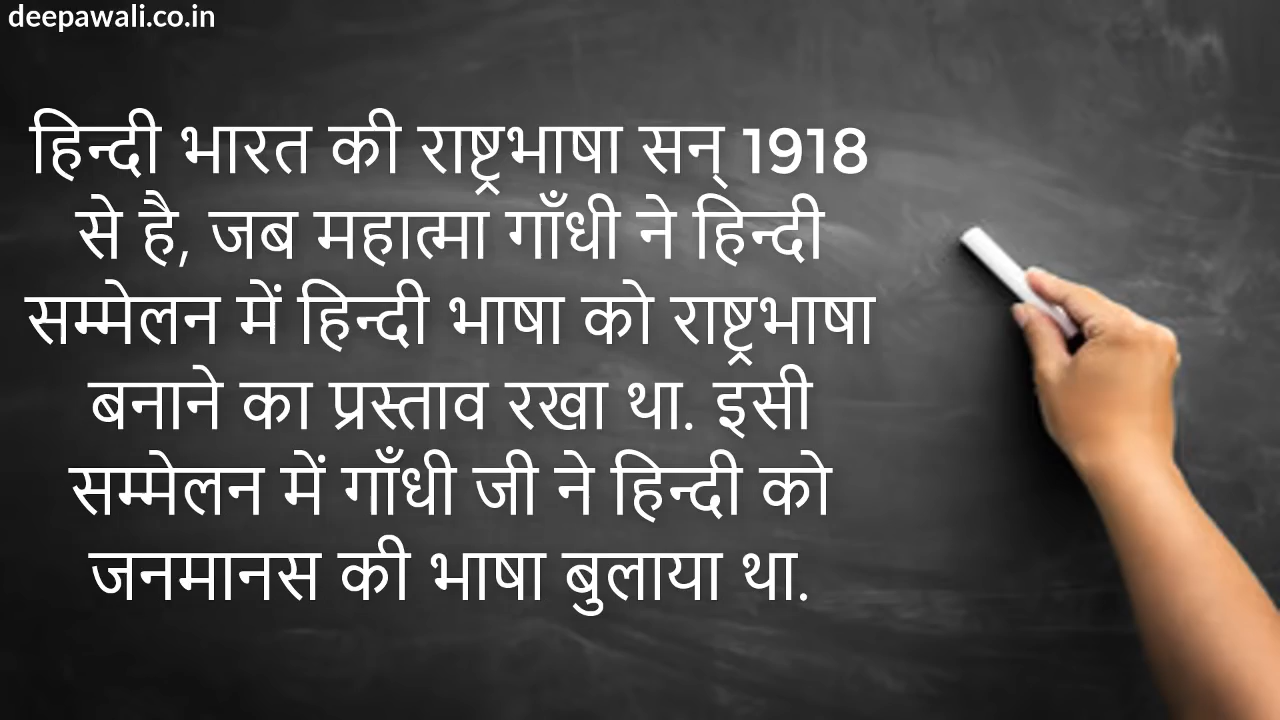 deepawali.co.in
हिन्दी भारत की राष्ट्रभाषा सन् 1918
से है, जब महात्मा गाँधी ने हिन्दी
सम्मेलन में हिन्दी भाषा को राष्ट्रभाषा
बनाने का प्रस्ताव रखा था. इसी
सम्मेलन में गाँधी जी ने हिन्दी को
जनमानस की भाषा बुलाया था.